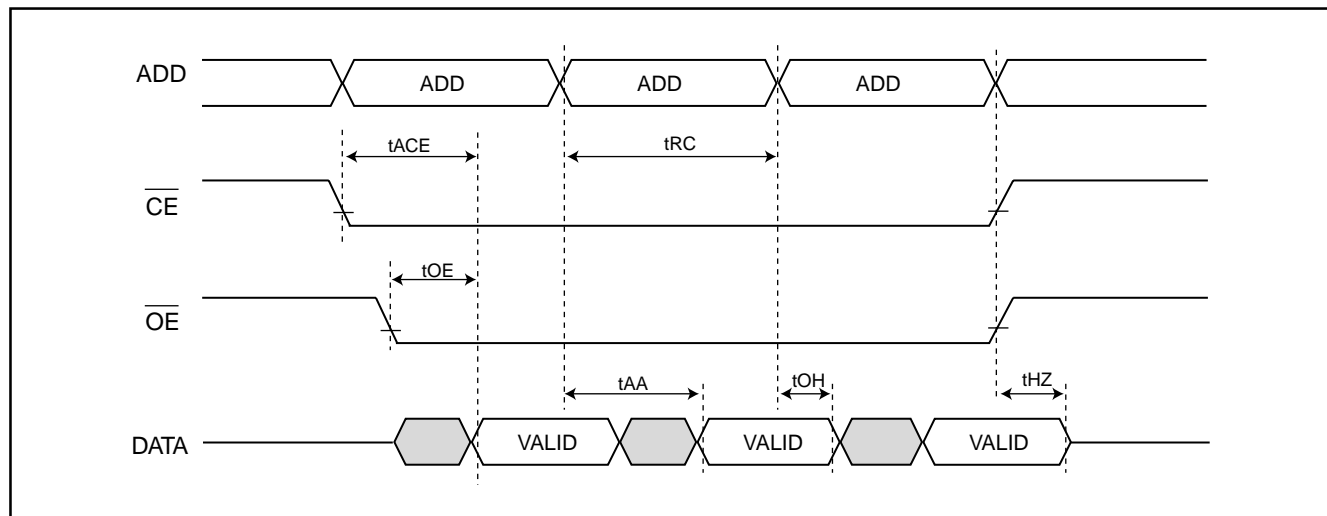 ADD ADD ADD ADD
tACE tRC
CE
tOE
OE
tAA tOH tHZ
DATA VALID VALID VALID